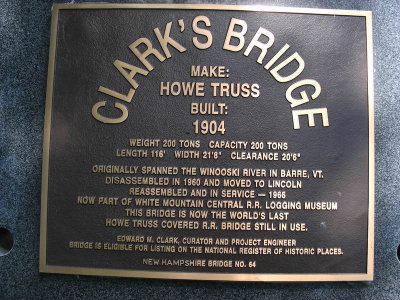 CLARK'S BRIDGE
MAKE:
HOWE TRUSS
BUILT:
1904
WEIGHT 200 TONS CAPACITY 200 TONS
LENGTH 116' WIDTH 21'6" CLEARANCE 20'6"
ORIGINALLY SPANNED THE WINOOSKI RIVER IN BARRE, VT.
DISASSEMBLED IN 1960 AND MOVED TO LINCOLN
REASSEMBLED AND IN SERVICE - 1966
NOW PART OF WHITE MOUNTAIN CENTRAL R.R. LOGGING MUSEUM
THIS BRIDGE IS NOW THE WORLD'S LAST
HOWE TRUSS COVERED R.R. BRIDGE STILL IN USE.
EDWARD M. CLARK, CURATOR AND PROJECT ENGINEER
BRIDGE IS ELIGIBLE FOR LISTING ON THE NATIONAL REGISTER OF HISTORIC PLACES.
NEW HAMPSHIRE BRIDGE NO. 64